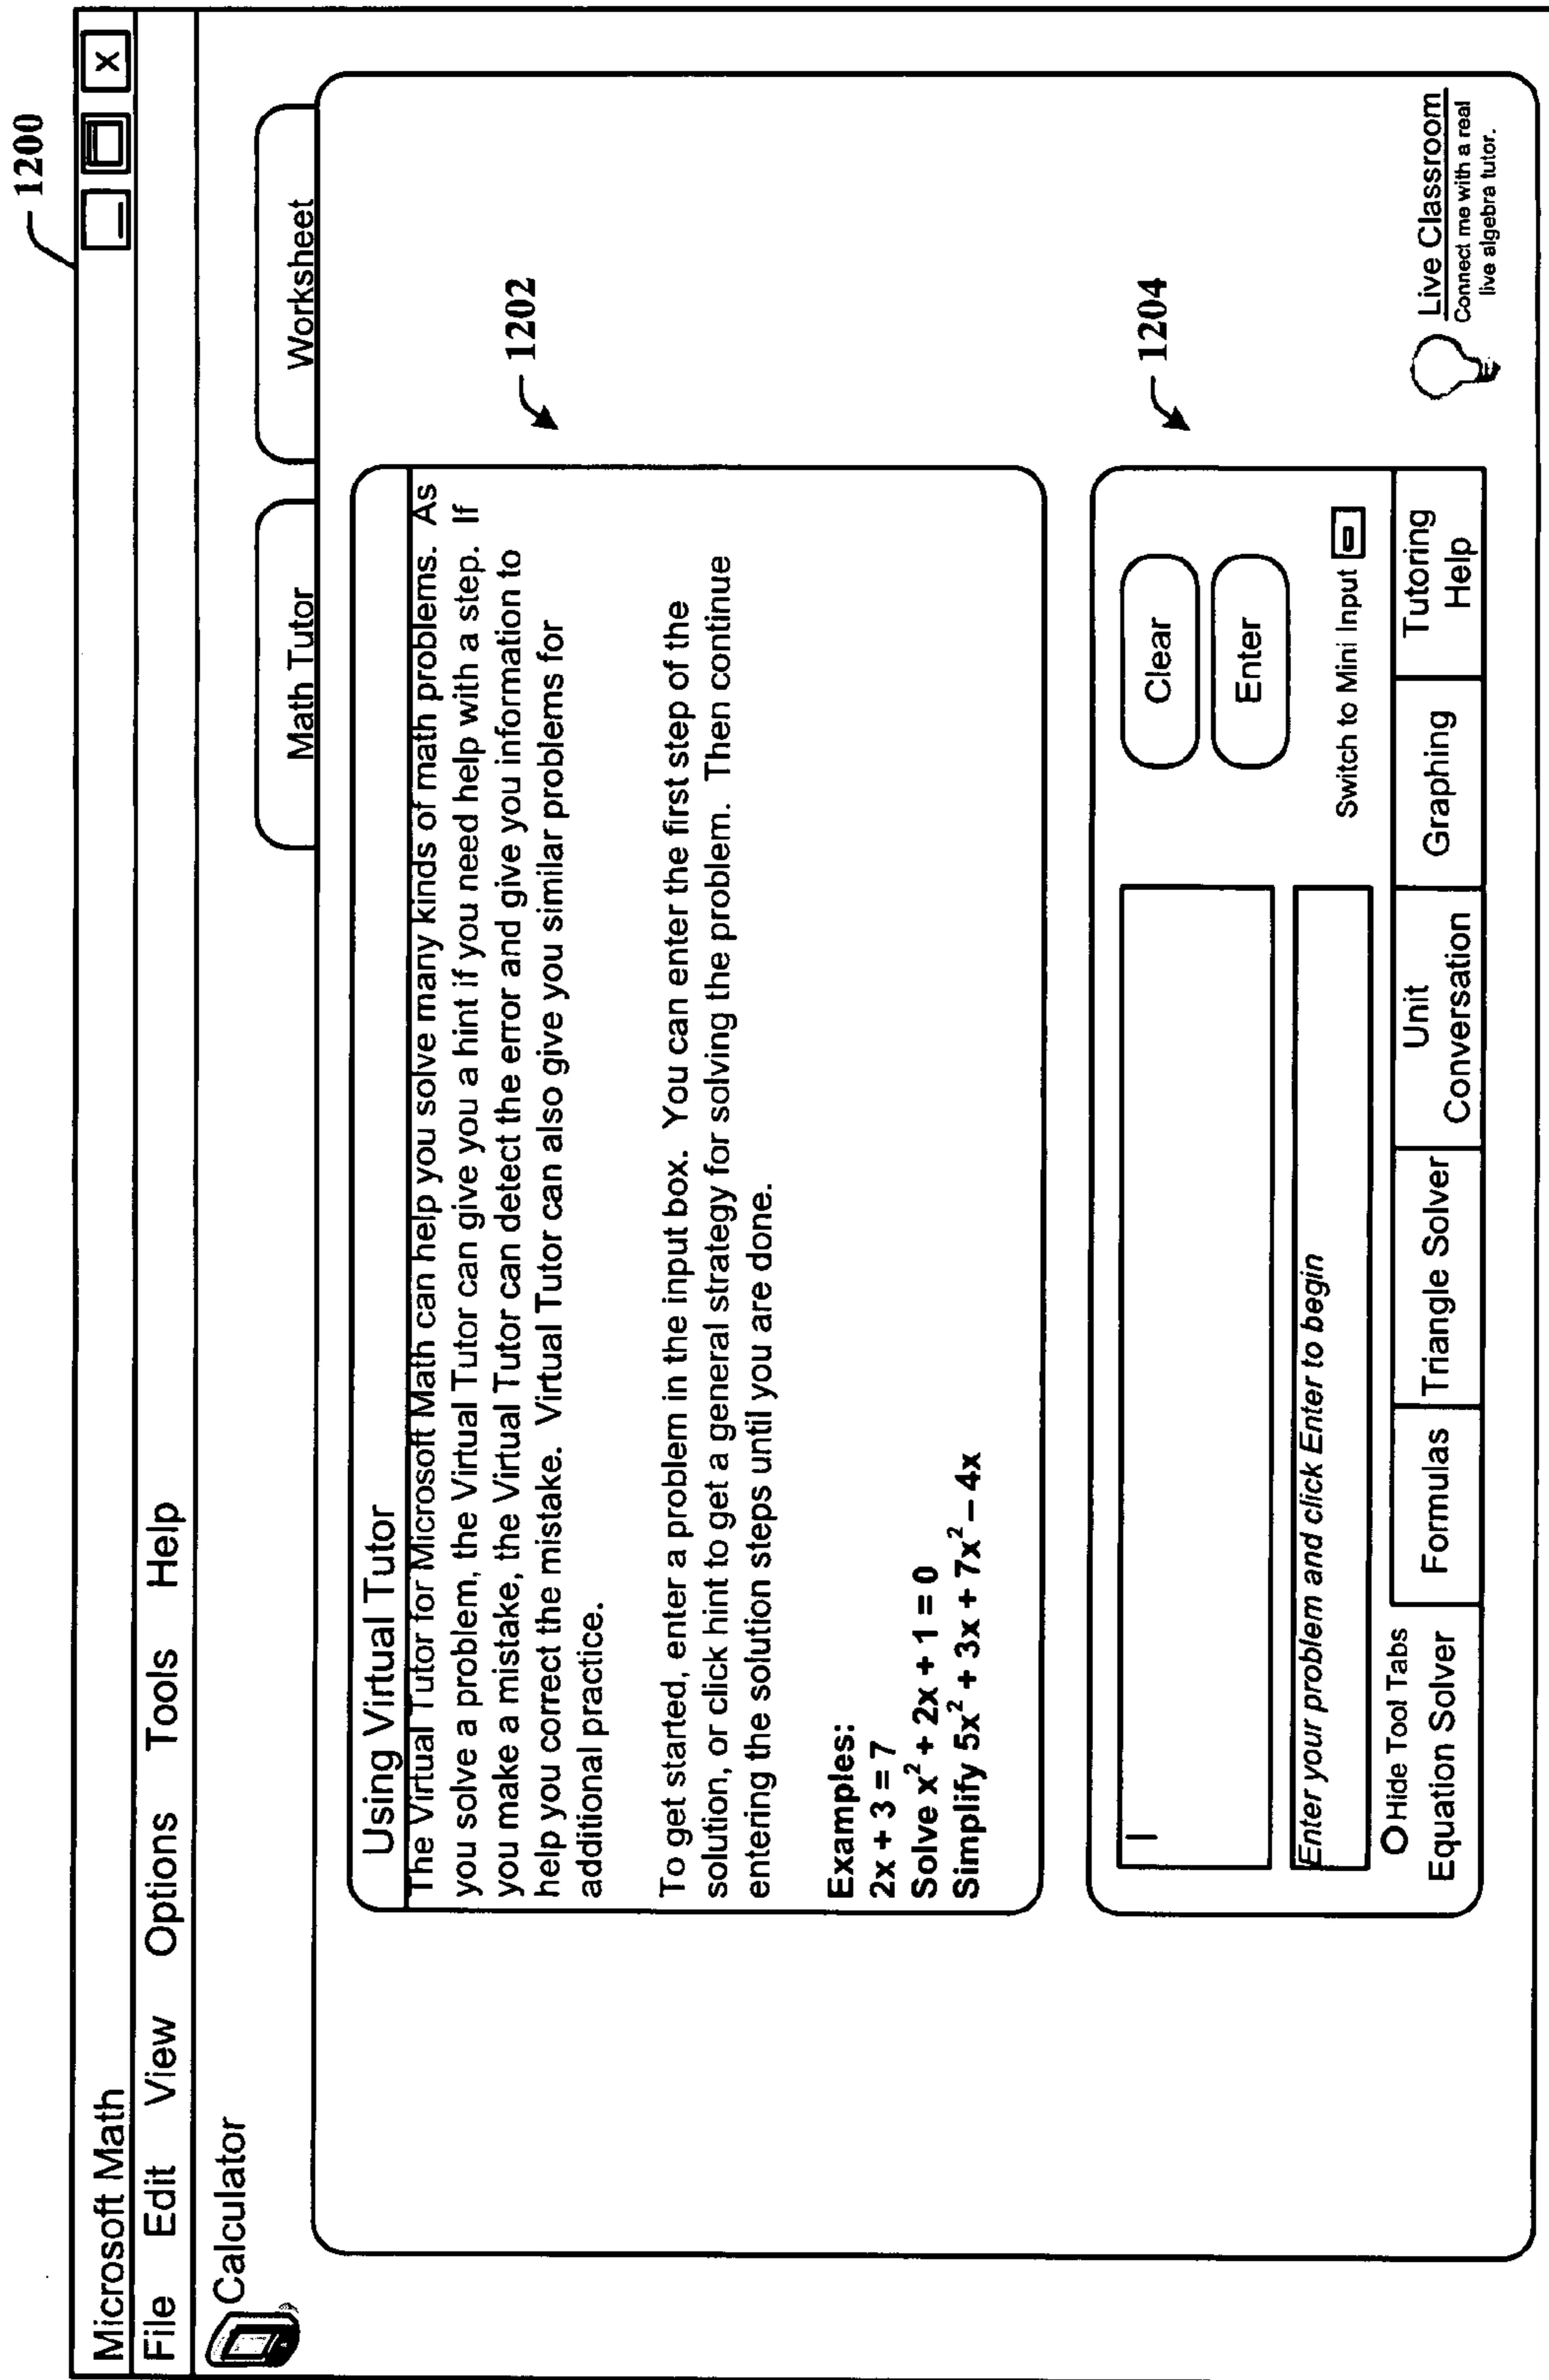 1200
Microsoft Math
X
File Edit View Options Tools Help
Calculator
Math Tutor
Worksheet
Using Virtual Tutor
The Virtual Tutor for Microsoft Math can help you solve many kinds of math problems. As
you solve a problem, the Virtual Tutor can give you a hint if you need help with a step. If
you make a mistake, the Virtual Tutor can detect the error and give you information to
help you correct the mistake. Virtual Tutor can also give you similar problems for
additional practice.
1202
To get started, enter a problem in the input box. You can enter the first step of the
solution, or click hint to get a general strategy for solving the problem. Then continue
entering the solution steps until you are done.
Examples:
2x + 3 = 7
Solve x² + 2x + 1 = 0
Simplify 5x² + 3x + 7x² – 4x
1204
Clear
Enter
Enter your problem and click Enter to begin
Switch to Mini Input
Hide Tool Tabs
Equation Solver
Formulas
Triangle Solver
Unit
Conversation
Graphing
Tutoring
Help
Live Classroom
Connect me with a real
live algebra tutor.